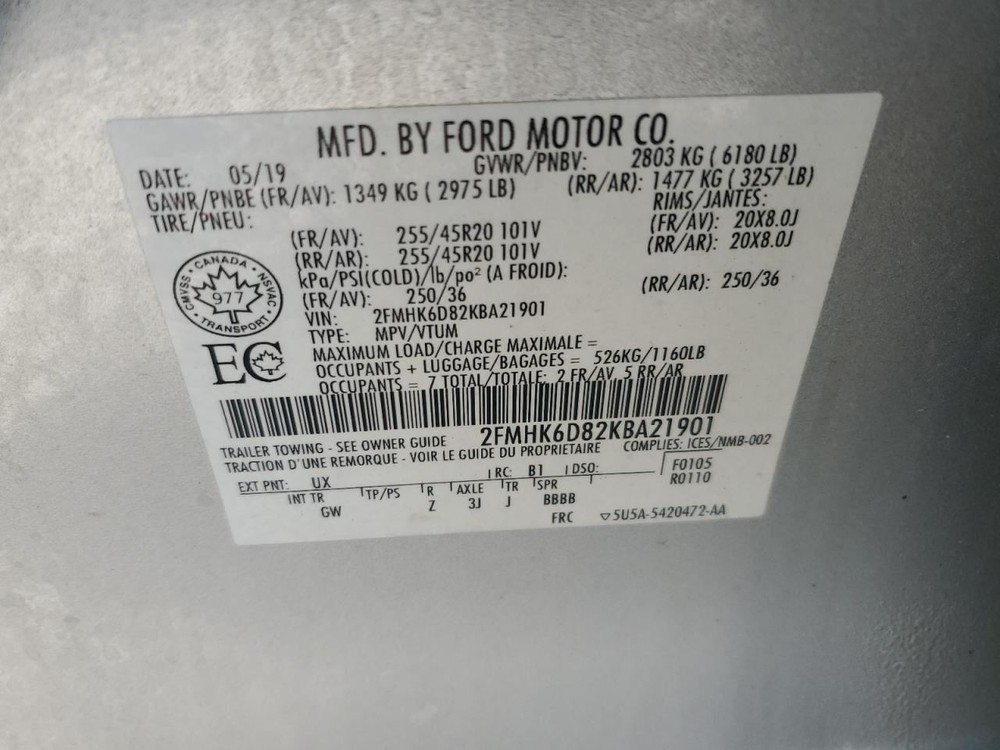 MFD. BY FORD MOTOR CO.
DATE: 05/19 GVWR/PNBV: 2803 KG ( 6180 LB)
GAWR/PNBE (FR/AV): 1349 KG ( 2975 LB) (RR/AR): 1477 KG ( 3257 LB)
TIRE/PNEU: RIMS/JANTES:
(FR/AV): 255/45R20 101V (FR/AV): 20X8.0J
(RR/AR): 255/45R20 101V (RR/AR): 20X8.0J
kPa/PSI(COLD)/lb/po² (A FROID):
(FR/AV): 250/36 (RR/AR): 250/36
VIN: 2FMHK6D82KBA21901
TYPE: MPV/VTUM
CANADA
CMVSS - NSVAC
977
TRANSPORT
EC
MAXIMUM LOAD/CHARGE MAXIMALE =
OCCUPANTS + LUGGAGE/BAGAGES = 526KG/1160LB
OCCUPANTS = 7 TOTAL/TOTALE: 2 FR/AV, 5 RR/AR
2FMHK6D82KBA21901
TRAILER TOWING - SEE OWNER GUIDE COMPLIES: ICES/NMB-002
TRACTION D'UNE REMORQUE - VOIR LE GUIDE DU PROPRIETAIRE
EXT PNT: UX RC: B1 DSO: F0105
R0110
INT TR TP/PS R AXLE TR SPR
GW Z 3J J BBBB
FRC ▽5U5A-5420472-AA